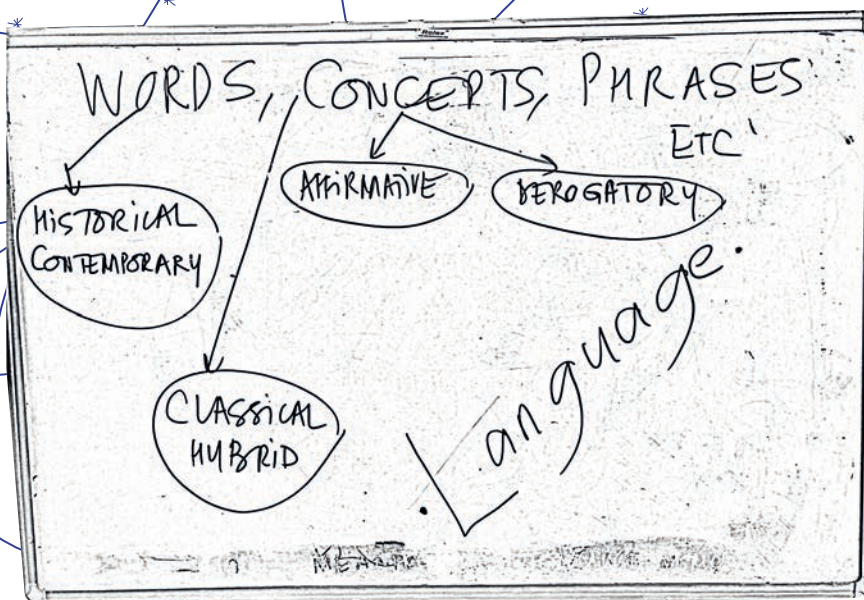 WORDS, CONCEPTS, PHRASES
ETC
AFFIRMATIVE
DEROGATORY
HISTORICAL
CONTEMPORARY
CLASSICAL
HYBRID
Language.